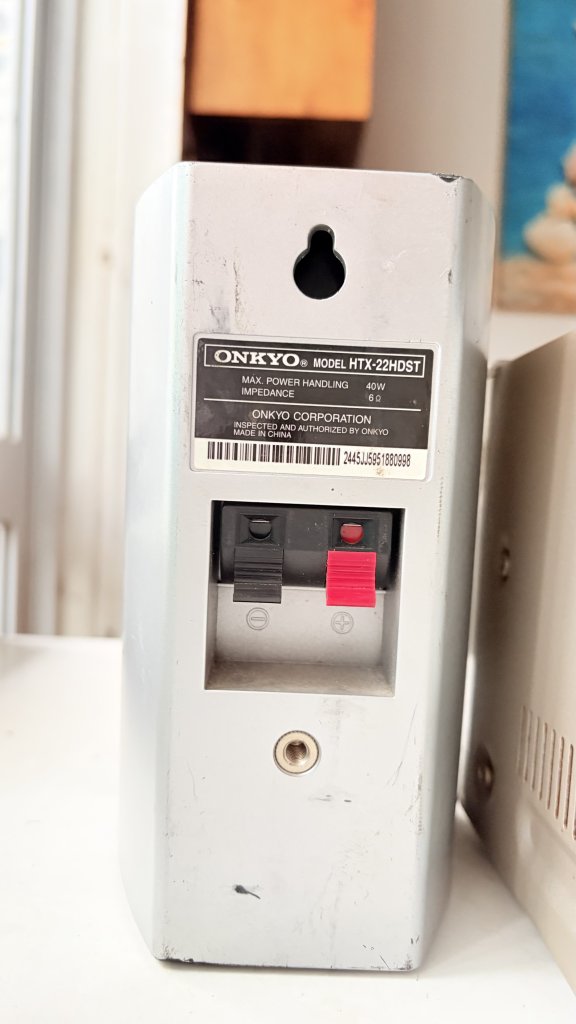 ONKYO® MODEL HTX-22HDST
MAX. POWER HANDLING 40W
IMPEDANCE 6 Ω
ONKYO CORPORATION
INSPECTED AND AUTHORIZED BY ONKYO
MADE IN CHINA
2445JJ5951880998
⊖ ⊕